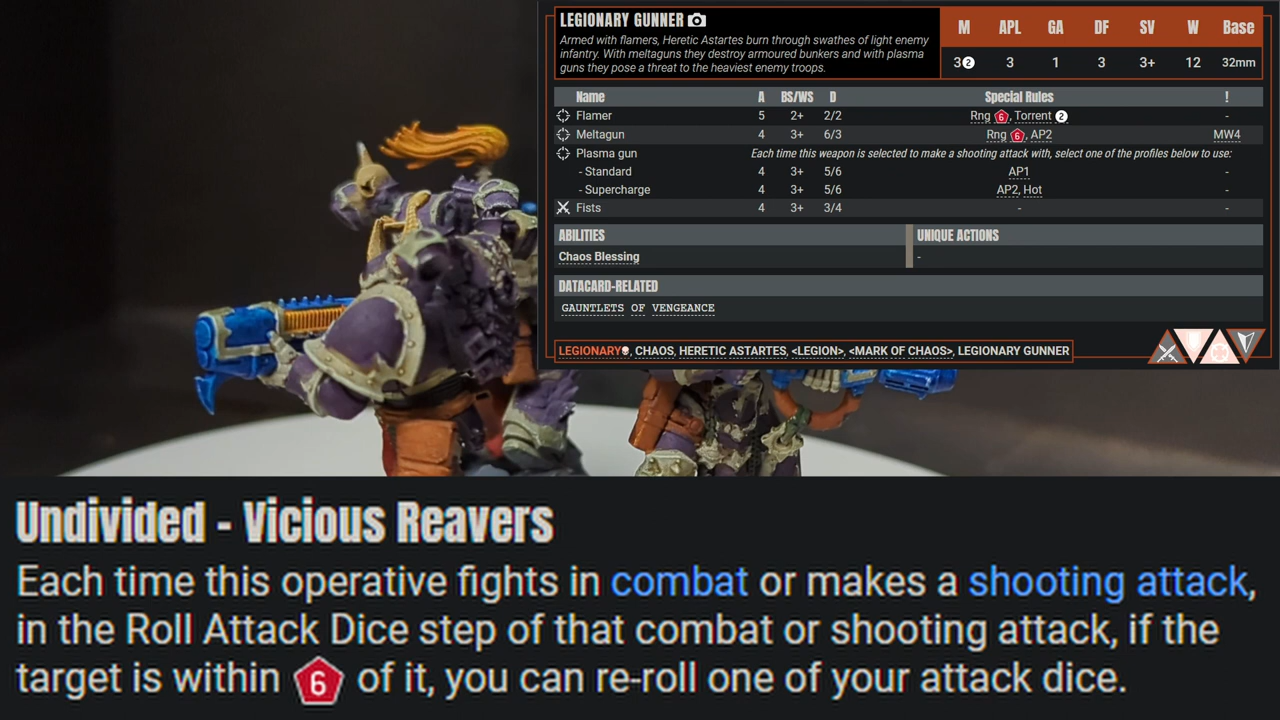 LEGIONARY GUNNER
Armed with flamers, Heretic Astartes burn through swathes of light enemy
infantry. With meltaguns they destroy armoured bunkers and with plasma
guns they pose a threat to the heaviest enemy troops.
M APL GA DF SV W Base
3② 3 1 3 3+ 12 32mm
Name A BS/WS D Special Rules !
Flamer 5 2+ 2/2 Rng 6, Torrent ② -
Meltagun 4 3+ 6/3 Rng 6, AP2 MW4
Plasma gun Each time this weapon is selected to make a shooting attack with, select one of the profiles below to use:
- Standard 4 3+ 5/6 AP1 -
- Supercharge 4 3+ 5/6 AP2, Hot -
Fists 4 3+ 3/4 - -
ABILITIES UNIQUE ACTIONS
Chaos Blessing -
DATACARD-RELATED
GAUNTLETS OF VENGEANCE
LEGIONARY, CHAOS, HERETIC ASTARTES, <LEGION>, <MARK OF CHAOS>, LEGIONARY GUNNER
Undivided - Vicious Reavers
Each time this operative fights in combat or makes a shooting attack,
in the Roll Attack Dice step of that combat or shooting attack, if the
target is within 6 of it, you can re-roll one of your attack dice.